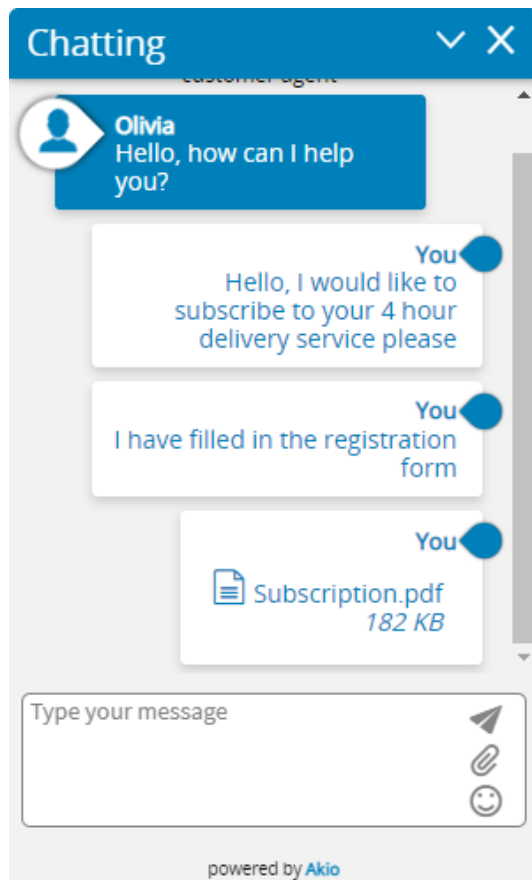 Chatting
customer agent
Olivia
Hello, how can I help
you?
You
Hello, I would like to
subscribe to your 4 hour
delivery service please
You
I have filled in the registration
form
You
Subscription.pdf
182 KB
Type your message
powered by Akio